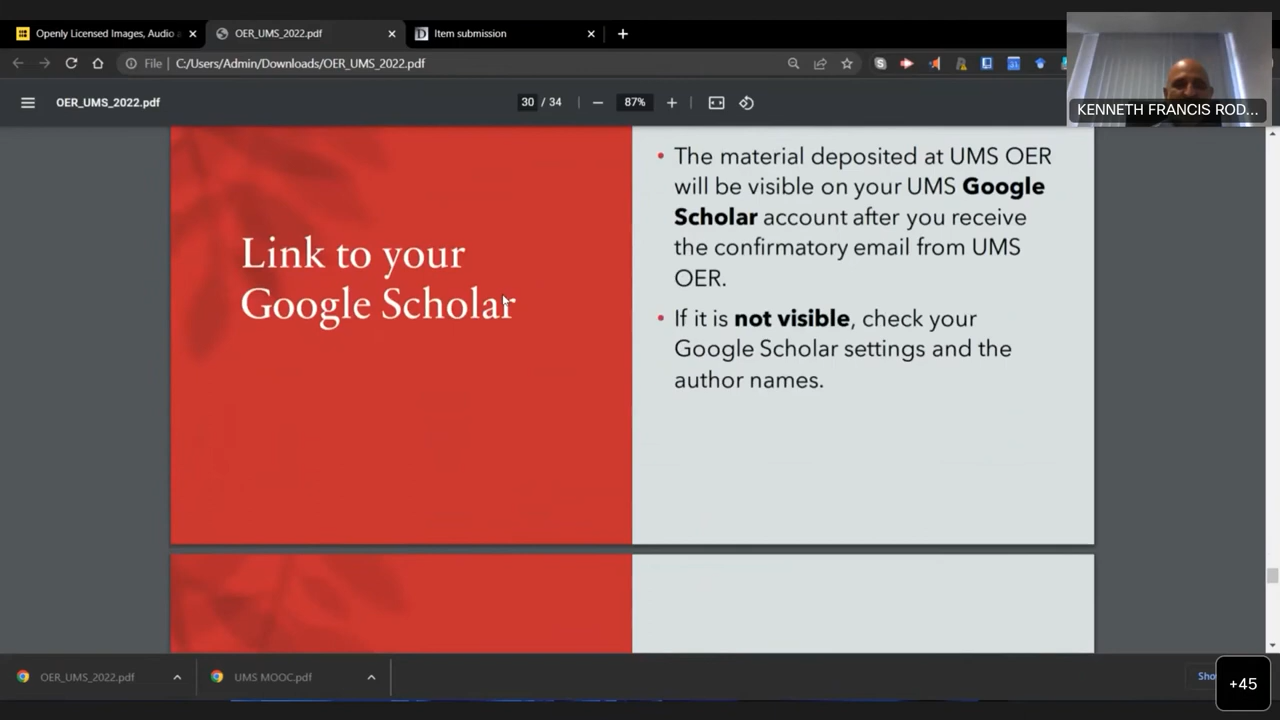 Openly Licensed Images, Audio a
OER_UMS_2022.pdf
Item submission
File
C:/Users/Admin/Downloads/OER_UMS_2022.pdf
OER_UMS_2022.pdf
30 / 34
87%
KENNETH FRANCIS ROD...
Link to your
Google Scholar
• The material deposited at UMS OER
will be visible on your UMS Google
Scholar account after you receive
the confirmatory email from UMS
OER.
• If it is not visible, check your
Google Scholar settings and the
author names.
OER_UMS_2022.pdf
UMS MOOC.pdf
Sho
+45